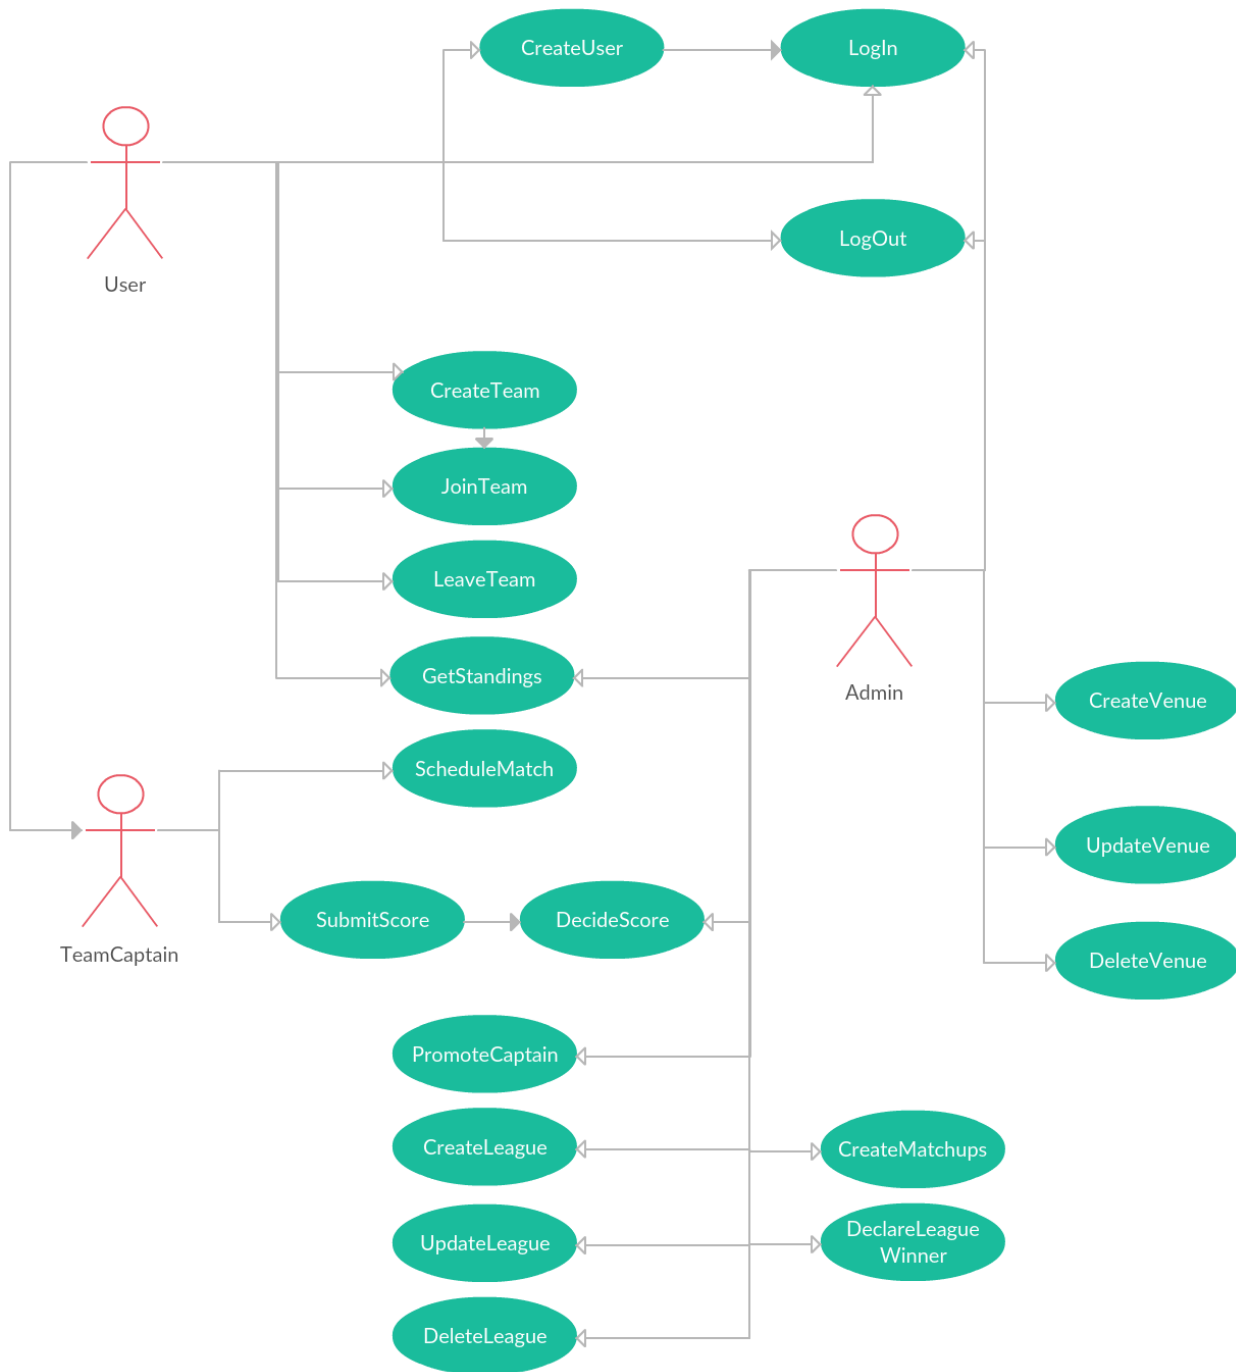 CreateUser
LogIn
LogOut
User
CreateTeam
JoinTeam
LeaveTeam
GetStandings
Admin
CreateVenue
ScheduleMatch
UpdateVenue
SubmitScore
DecideScore
TeamCaptain
DeleteVenue
PromoteCaptain
CreateLeague
CreateMatchups
UpdateLeague
DeclareLeague
Winner
DeleteLeague